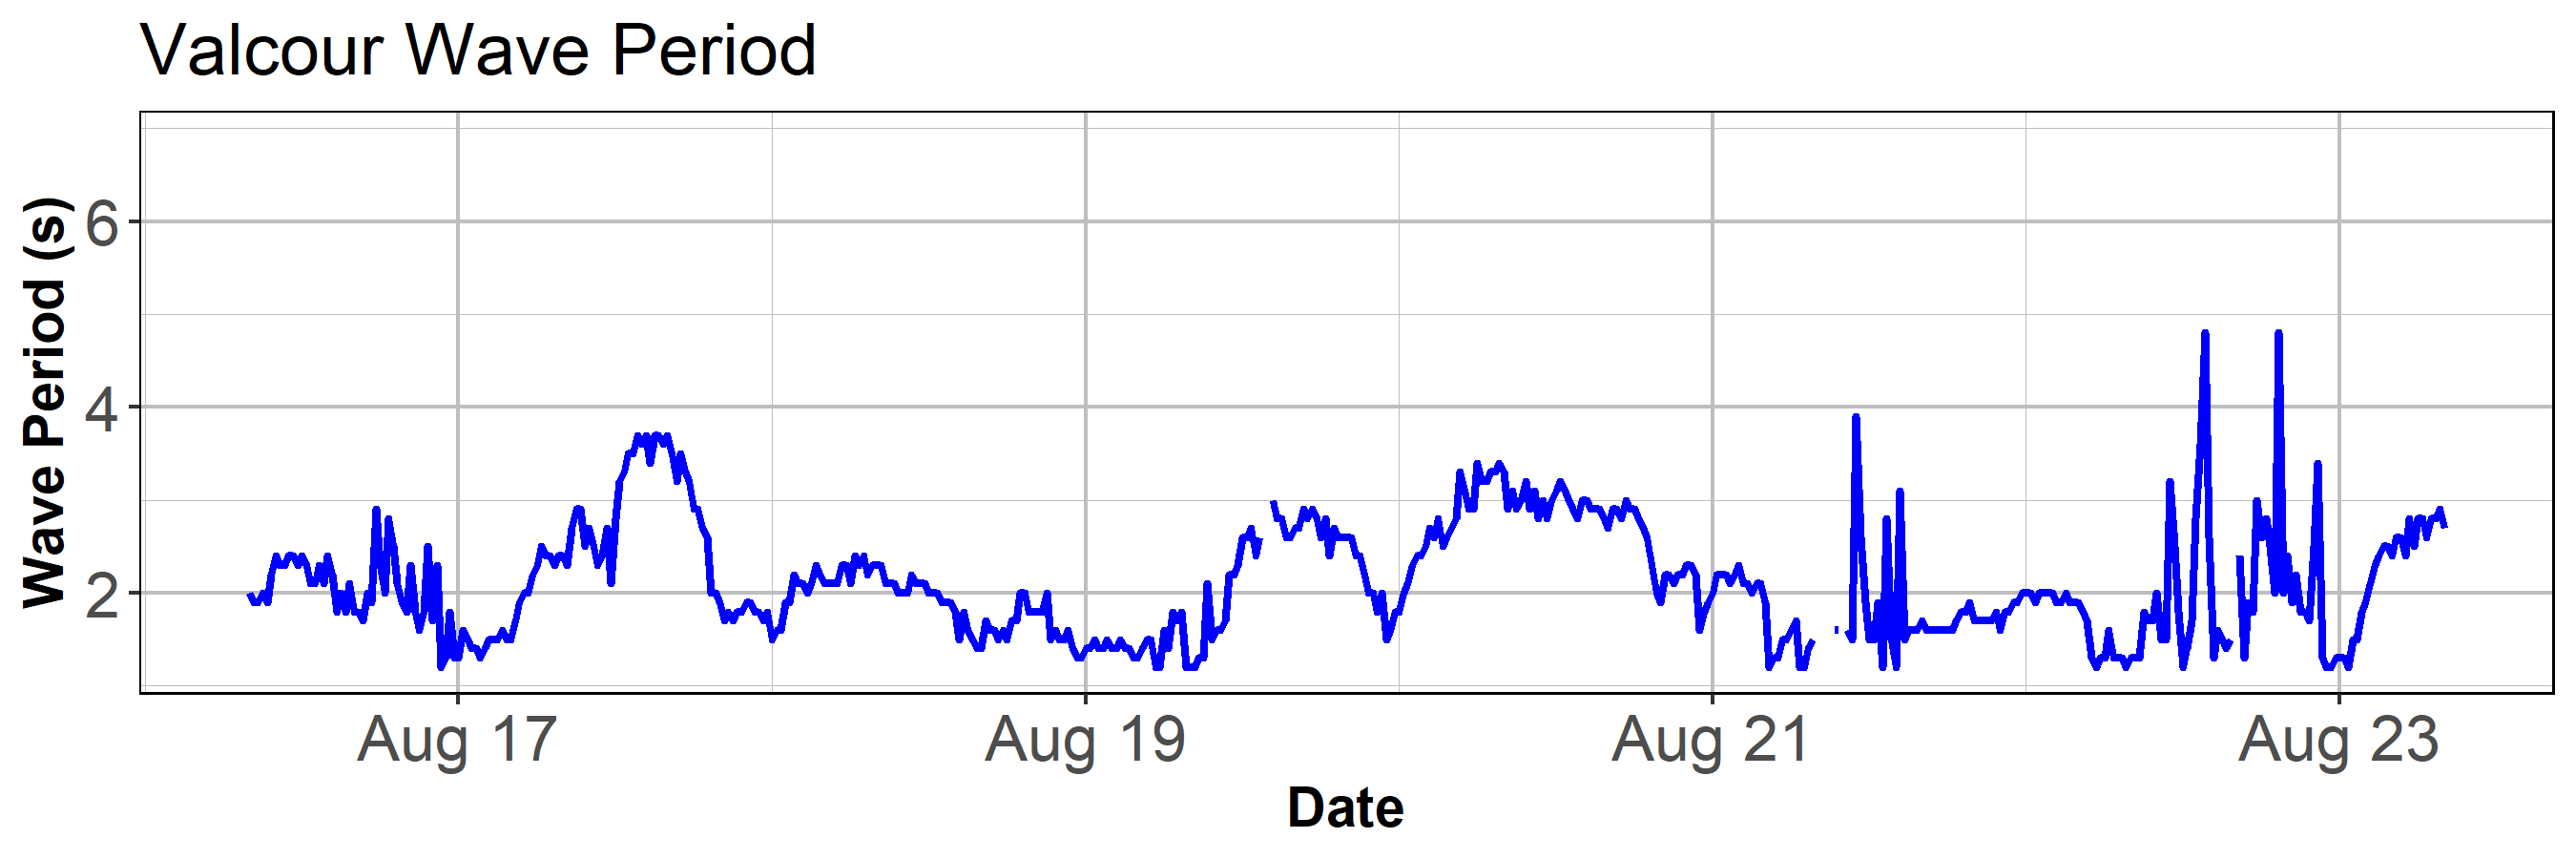 Valcour Wave Period
Wave Period (s)
6
4
2
Aug 17
Aug 19
Aug 21
Aug 23
Date